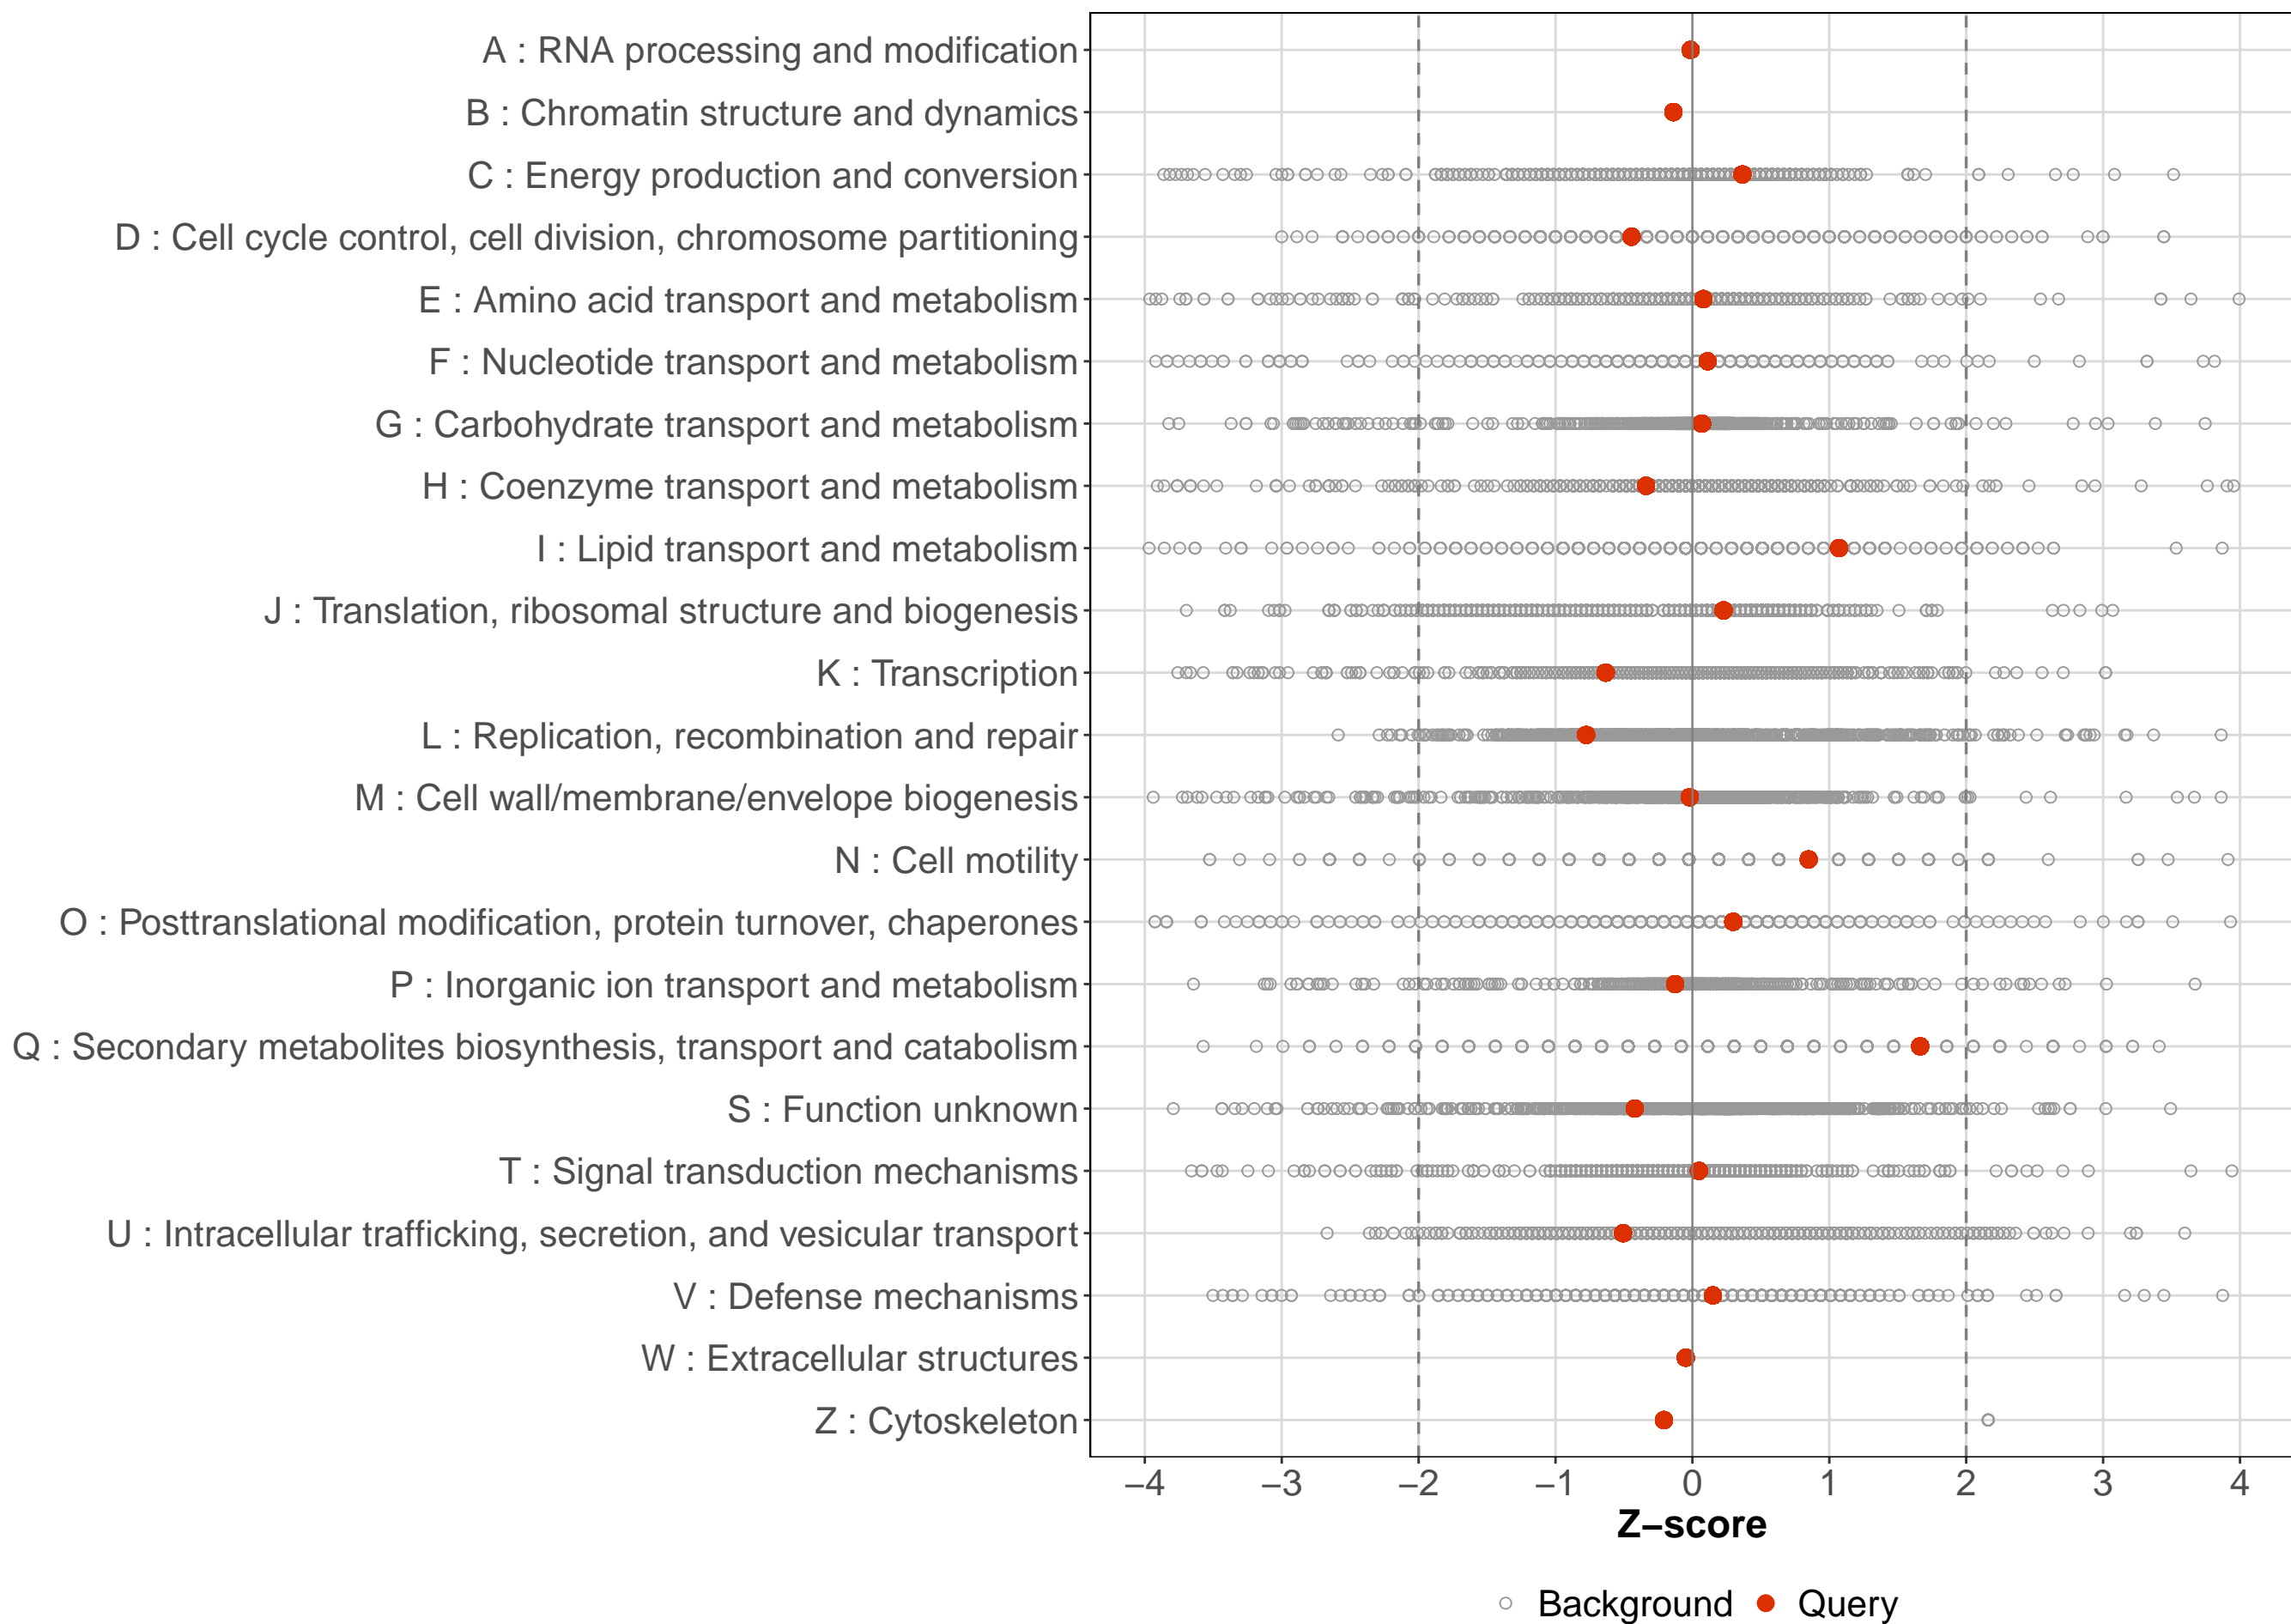 A : RNA processing and modification
B : Chromatin structure and dynamics
C : Energy production and conversion
D : Cell cycle control, cell division, chromosome partitioning
E : Amino acid transport and metabolism
F : Nucleotide transport and metabolism
G : Carbohydrate transport and metabolism
H : Coenzyme transport and metabolism
I : Lipid transport and metabolism
J : Translation, ribosomal structure and biogenesis
K : Transcription
L : Replication, recombination and repair
M : Cell wall/membrane/envelope biogenesis
N : Cell motility
O : Posttranslational modification, protein turnover, chaperones
P : Inorganic ion transport and metabolism
Q : Secondary metabolites biosynthesis, transport and catabolism
S : Function unknown
T : Signal transduction mechanisms
U : Intracellular trafficking, secretion, and vesicular transport
V : Defense mechanisms
W : Extracellular structures
Z : Cytoskeleton
−4 −3 −2 −1 0 1 2 3 4
Z−score
Background Query